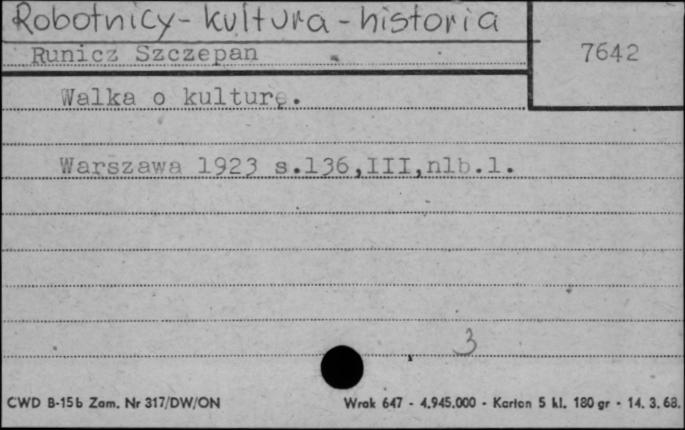 Robotnicy - kultura - historia
Runicz Szczepan
7642
Walka o kulturę.
Warszawa 1923 s.136,III,nlb.1.
3
CWD B-15b Zam. Nr 317/DW/ON Wrak 647 - 4.945.000 - Karton 5 kl. 180 gr - 14. 3. 68.